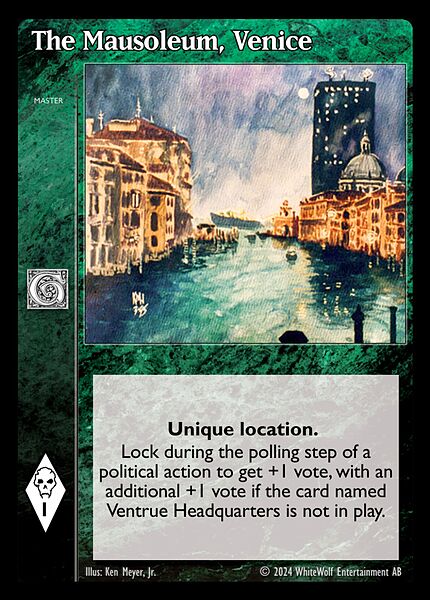 The Mausoleum, Venice
MASTER
Unique location.
Lock during the polling step of a
political action to get +1 vote, with an
additional +1 vote if the card named
Ventrue Headquarters is not in play.
1
Illus: Ken Meyer, Jr.
© 2024 WhiteWolf Entertainment AB